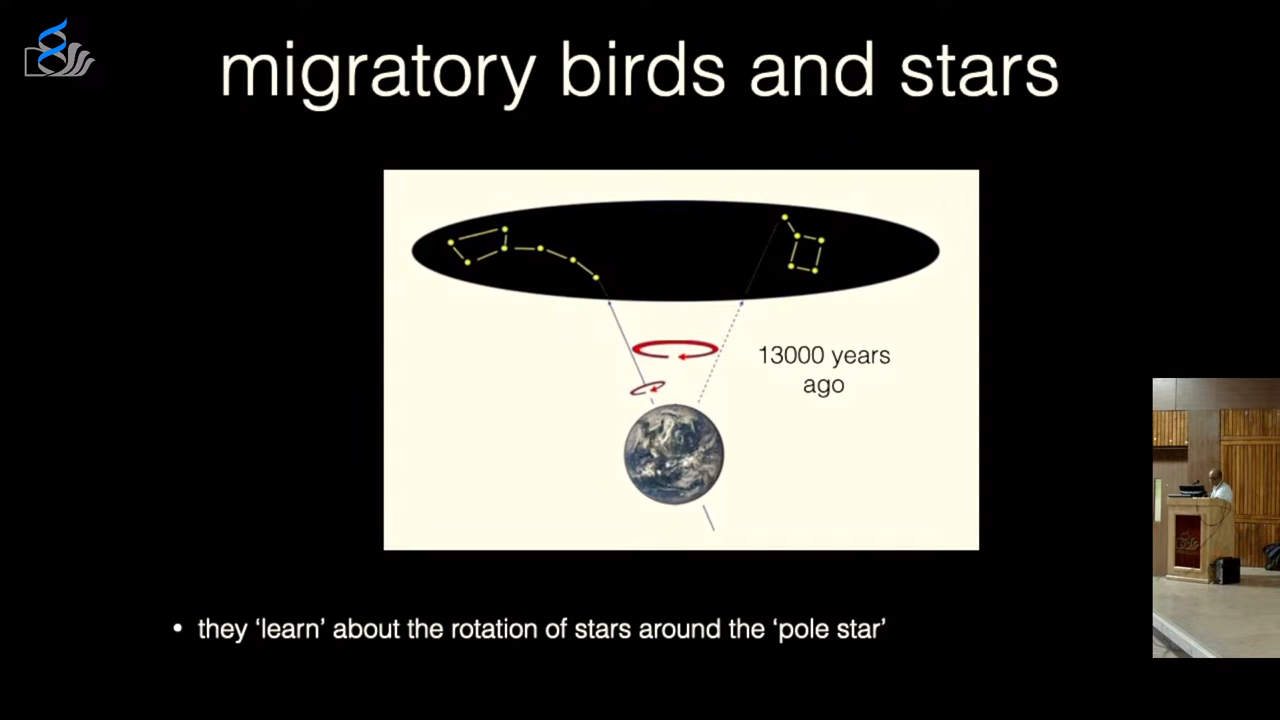 migratory birds and stars
13000 years
ago
• they ‘learn’ about the rotation of stars around the ‘pole star’